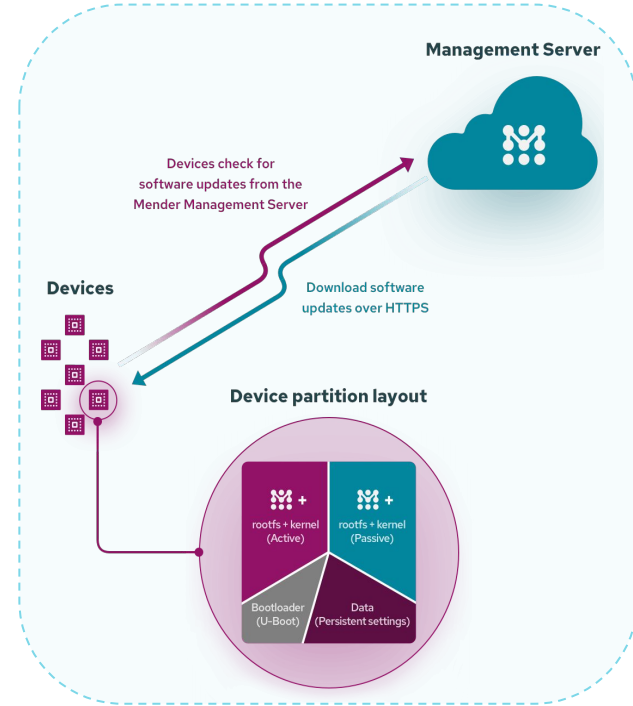 Management Server
Devices check for
software updates from the
Mender Management Server
Download software
updates over HTTPS
Devices
Device partition layout
+
rootfs + kernel
(Active)
+
rootfs + kernel
(Passive)
Bootloader
(U-Boot)
Data
(Persistent settings)